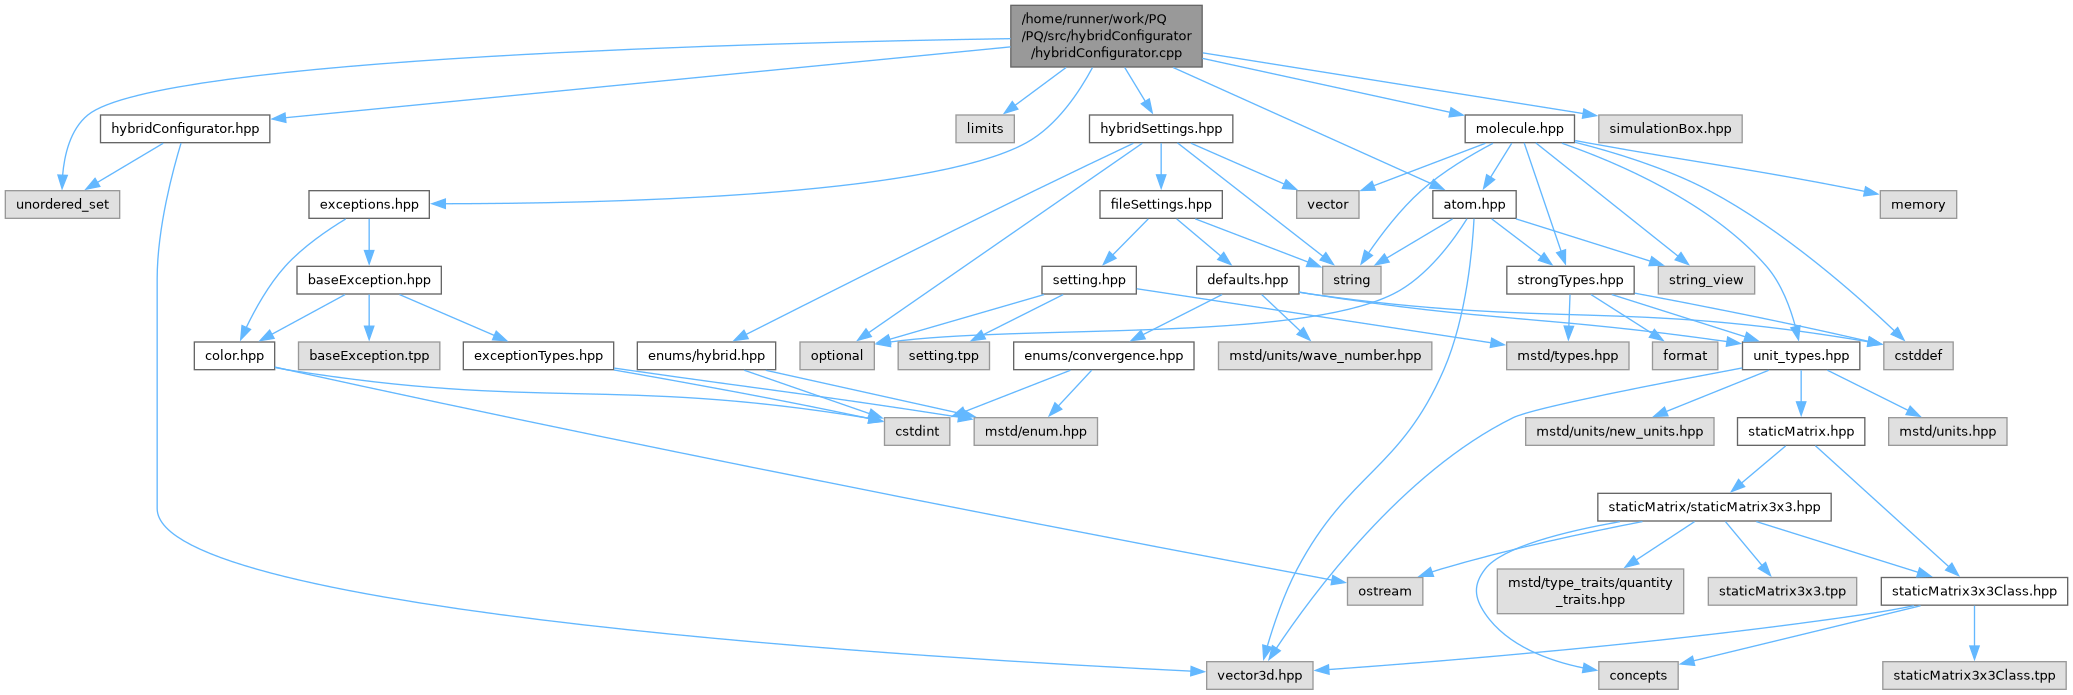 /home/runner/work/PQ
/PQ/src/hybridConfigurator
/hybridConfigurator.cpp
hybridConfigurator.hpp
limits
hybridSettings.hpp
molecule.hpp
simulationBox.hpp
unordered_set
exceptions.hpp
fileSettings.hpp
vector
atom.hpp
memory
baseException.hpp
setting.hpp
defaults.hpp
string
strongTypes.hpp
string_view
color.hpp
baseException.tpp
exceptionTypes.hpp
enums/hybrid.hpp
optional
setting.tpp
enums/convergence.hpp
mstd/units/wave_number.hpp
mstd/types.hpp
format
unit_types.hpp
cstddef
cstdint
mstd/enum.hpp
mstd/units/new_units.hpp
staticMatrix.hpp
mstd/units.hpp
staticMatrix/staticMatrix3x3.hpp
ostream
mstd/type_traits/quantity
_traits.hpp
staticMatrix3x3.tpp
staticMatrix3x3Class.hpp
vector3d.hpp
concepts
staticMatrix3x3Class.tpp